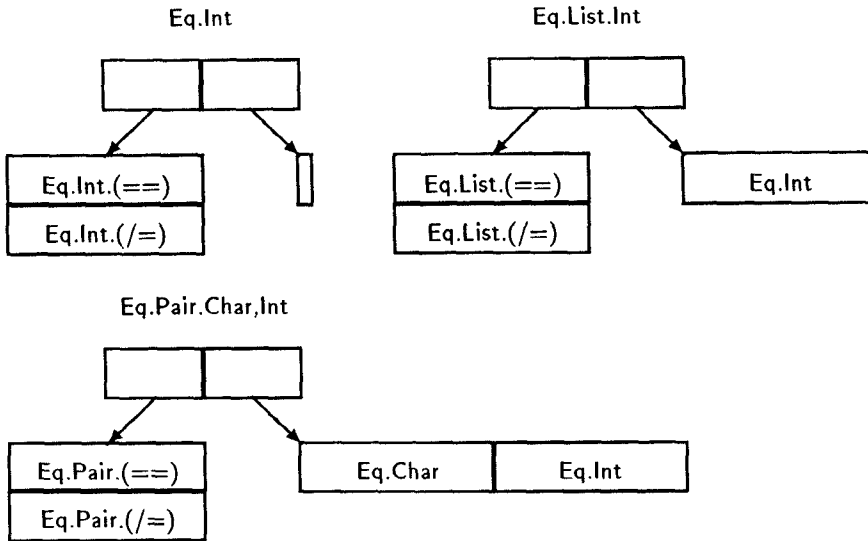 Eq.Int
Eq.List.Int
Eq.Int.(==)
Eq.Int.(/=)
Eq.List.(==)
Eq.List.(/=)
Eq.Int
Eq.Pair.Char,Int
Eq.Pair.(==)
Eq.Pair.(/=)
Eq.Char
Eq.Int